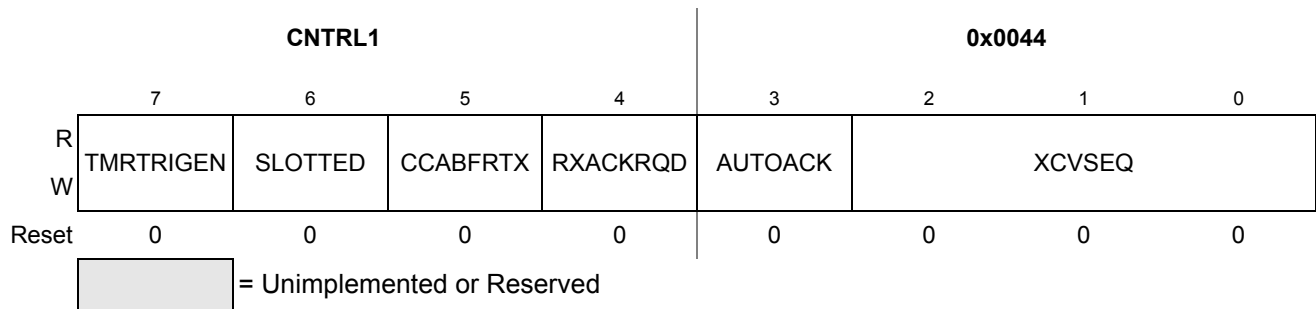 CNTRL1 0x0044
7 6 5 4 3 2 1 0
R
W
TMRTRIGEN SLOTTED CCABFRTX RXACKRQD AUTOACK XCVSEQ
Reset 0 0 0 0 0 0 0 0
= Unimplemented or Reserved